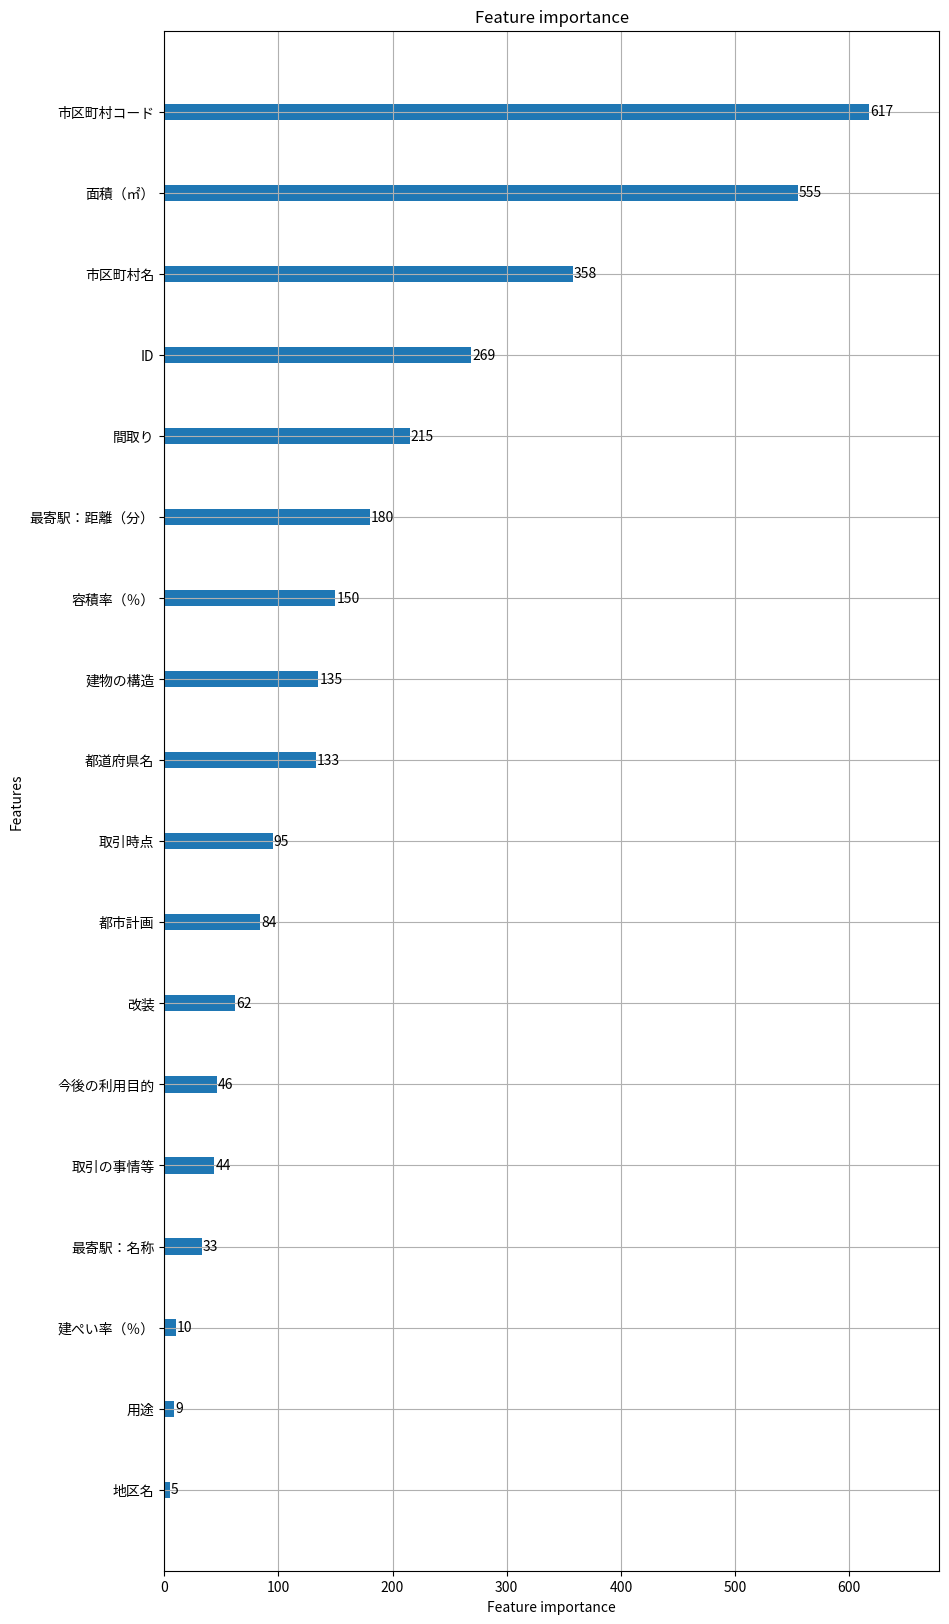 Feature importance
市区町村コード 617
面積（㎡） 555
市区町村名 358
ID 269
間取り 215
最寄駅：距離（分） 180
容積率（％） 150
建物の構造 135
都道府県名 133
取引時点 95
都市計画 84
改装 62
今後の利用目的 46
取引の事情等 44
最寄駅：名称 33
建ぺい率（％） 10
用途 9
地区名 5
Features
0 100 200 300 400 500 600
Feature importance